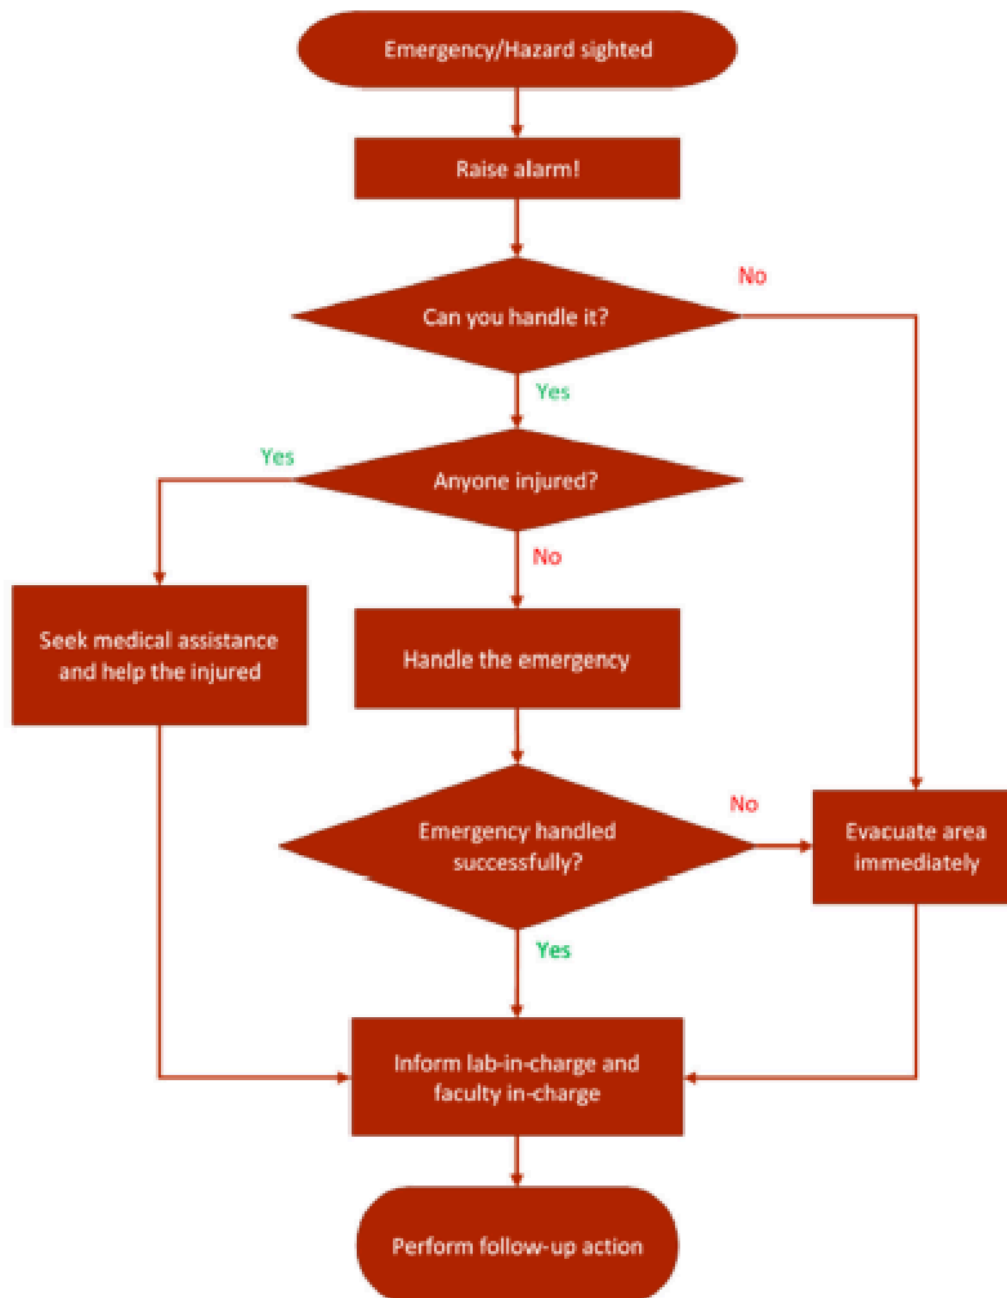 Emergency/Hazard sighted
Raise alarm!
No
Can you handle it?
Yes
Yes
Anyone injured?
No
Seek medical assistance
and help the injured
Handle the emergency
No
Emergency handled
successfully?
Evacuate area
immediately
Yes
Inform lab-in-charge and
faculty in-charge
Perform follow-up action